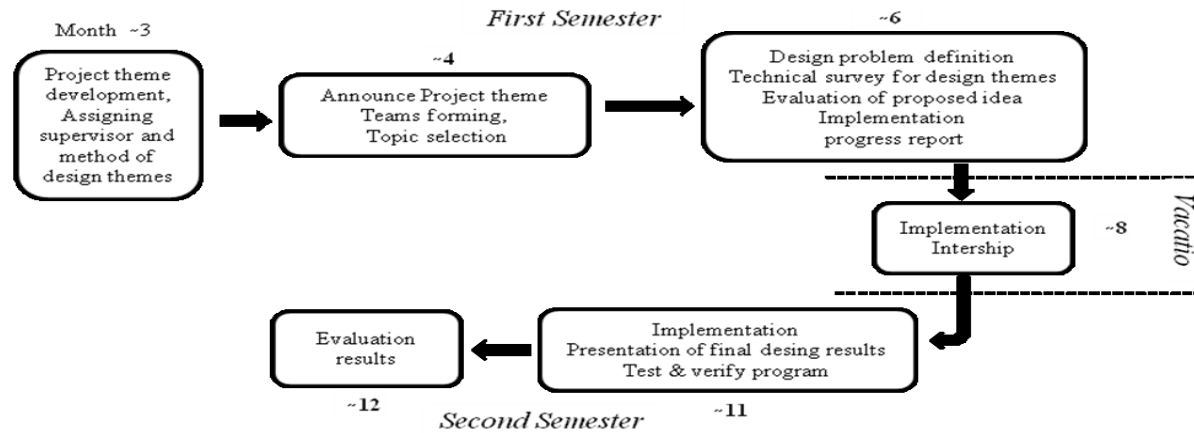 First Semester
Month ~3
Project theme
development,
Assigning
supervisor and
method of
design themes
~4
Announce Project theme
Teams forming,
Topic selection
~6
Design problem definition
Technical survey for design themes
Evaluation of proposed idea
Implementation
progress report
Vacatio
Implementation
Intership
~8
Implementation
Presentation of final desing results
Test & verify program
~11
Evaluation
results
~12
Second Semester